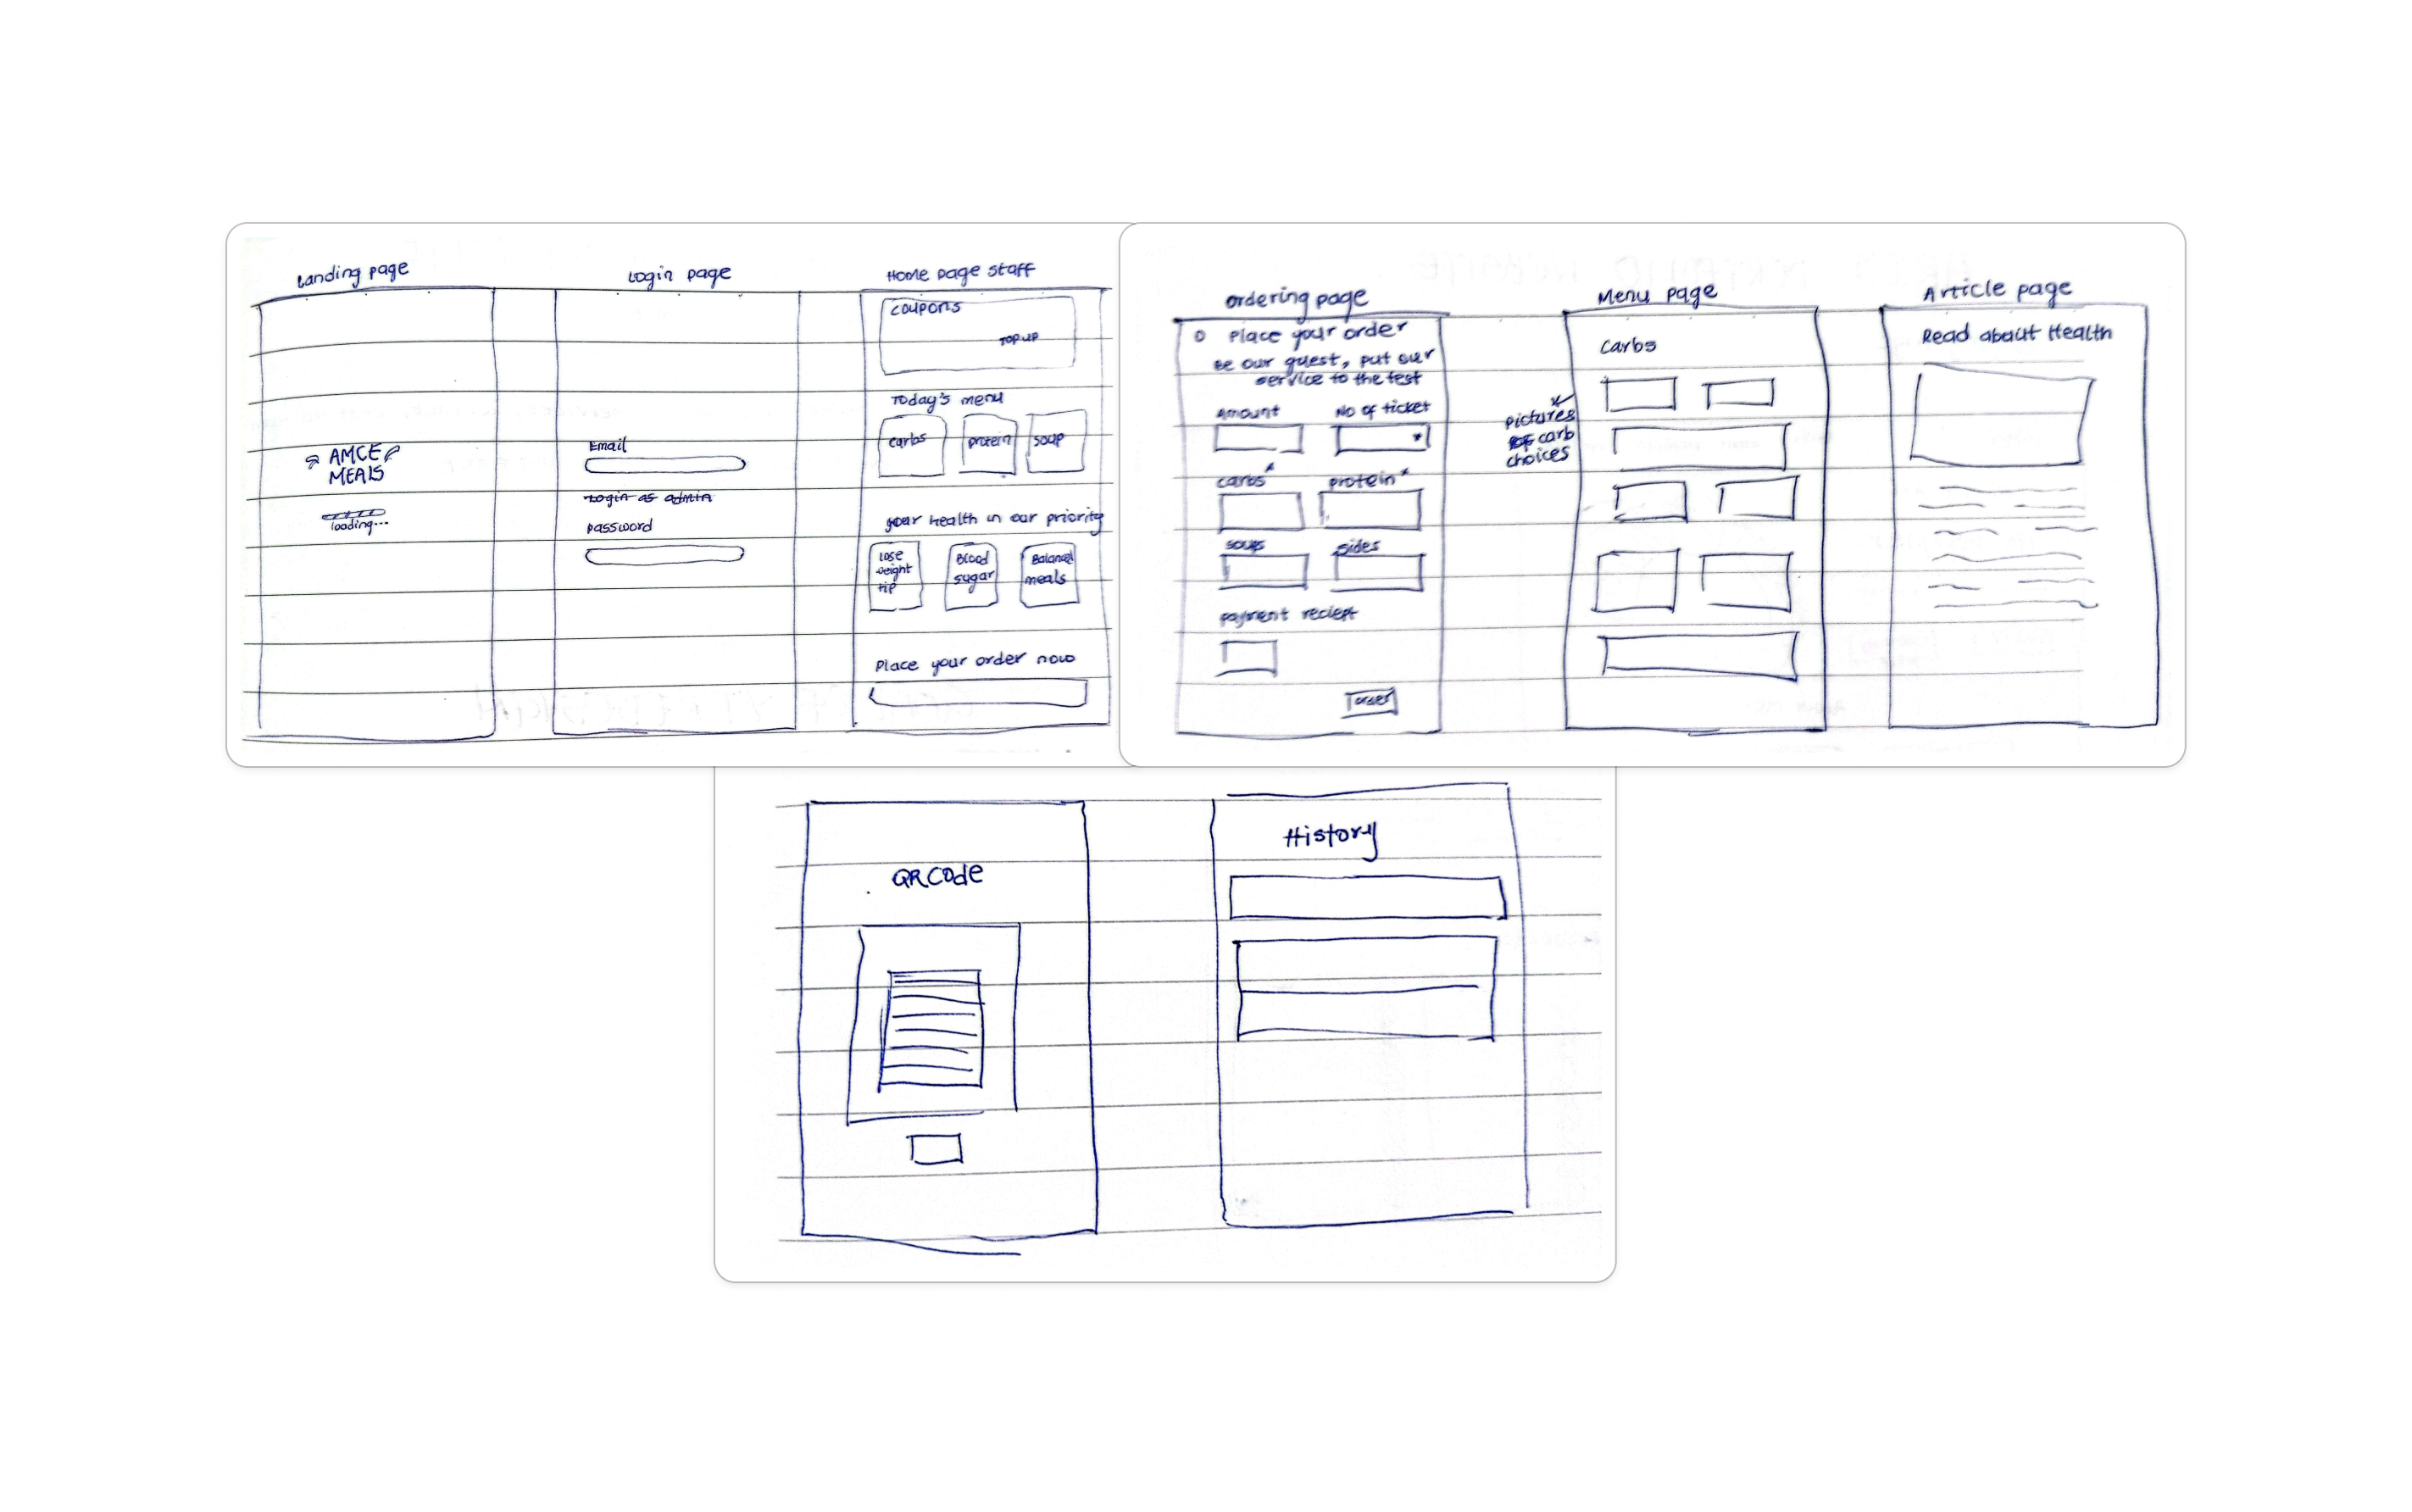 Landing page
AMCE
MEALS
loading...
Login page
Email
Login as admin
password
Home page staff
coupons
TOP UP
Today's menu
carbs
protein
soup
your health in our priority
lose
weight
tip
Blood
sugar
Balanced
meals
Place your order now
ordering page
Place your order
Be our guest, put our
service to the test
Amount
No of ticket
carbs*
protein*
soups
sides
payment reciept
Menu page
carbs
pictures
of carb
choices
Article page
Read about Health
QRCode
History